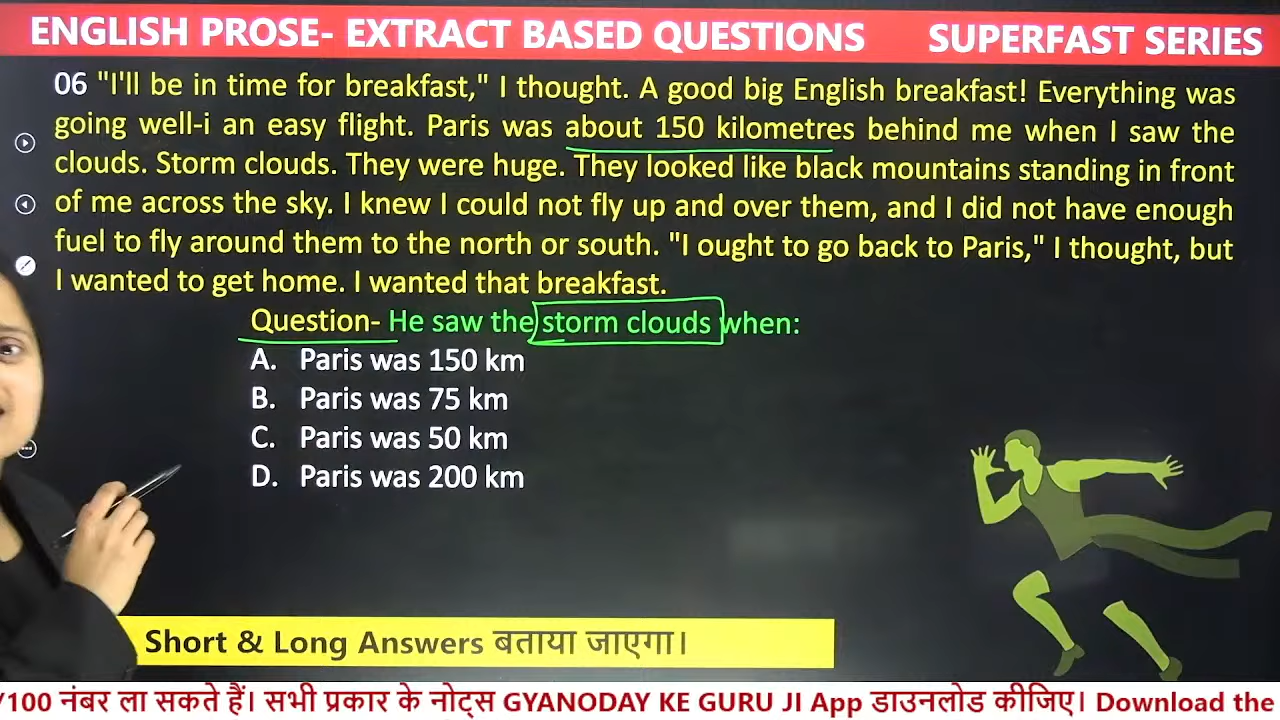 ENGLISH PROSE- EXTRACT BASED QUESTIONS SUPERFAST SERIES
06 "I'll be in time for breakfast," I thought. A good big English breakfast! Everything was
going well-i an easy flight. Paris was about 150 kilometres behind me when I saw the
clouds. Storm clouds. They were huge. They looked like black mountains standing in front
of me across the sky. I knew I could not fly up and over them, and I did not have enough
fuel to fly around them to the north or south. "I ought to go back to Paris," I thought, but
I wanted to get home. I wanted that breakfast.
Question- He saw the storm clouds when:
A. Paris was 150 km
B. Paris was 75 km
C. Paris was 50 km
D. Paris was 200 km
Short & Long Answers बताया जाएगा।
/100 नंबर ला सकते हैं। सभी प्रकार के नोट्स GYANODAY KE GURU JI App डाउनलोड कीजिए। Download the